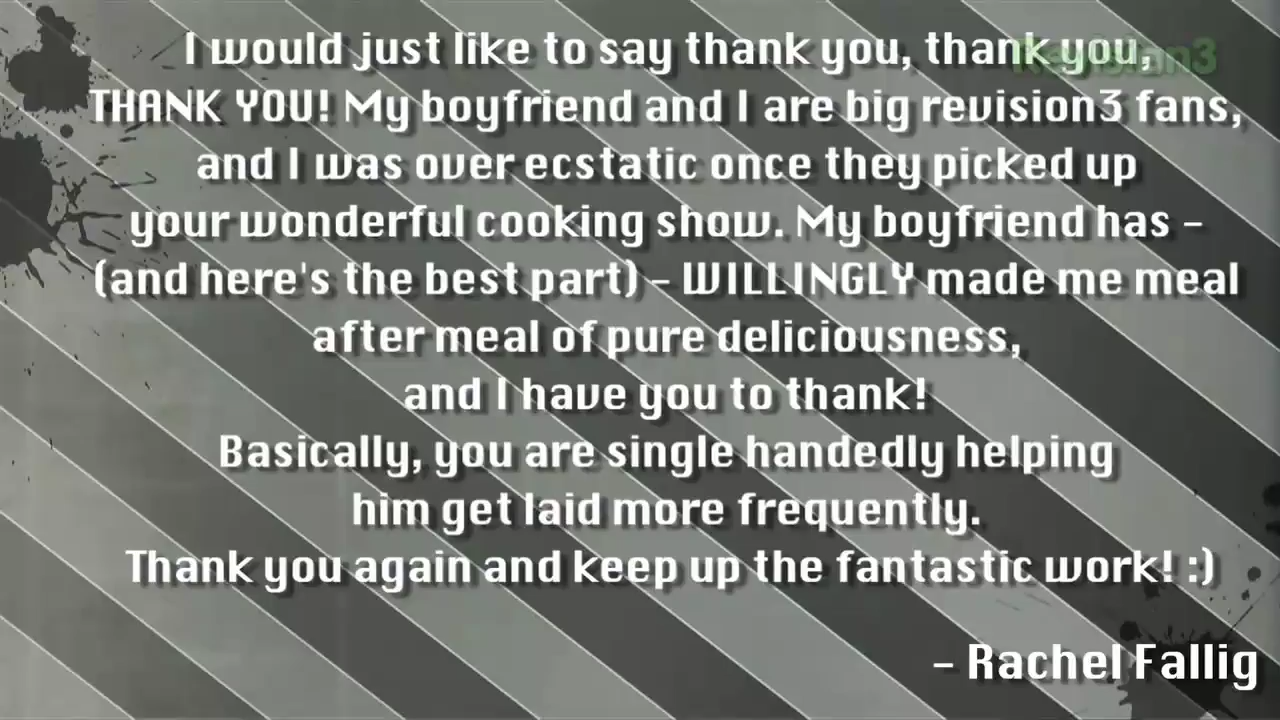 I would just like to say thank you, thank you,
Revision3
THANK YOU! My boyfriend and I are big revision3 fans,
and I was over ecstatic once they picked up
your wonderful cooking show. My boyfriend has -
(and here's the best part) - WILLINGLY made me meal
after meal of pure deliciousness,
and I have you to thank!
Basically, you are single handedly helping
him get laid more frequently.
Thank you again and keep up the fantastic work! :)
- Rachel Fallig